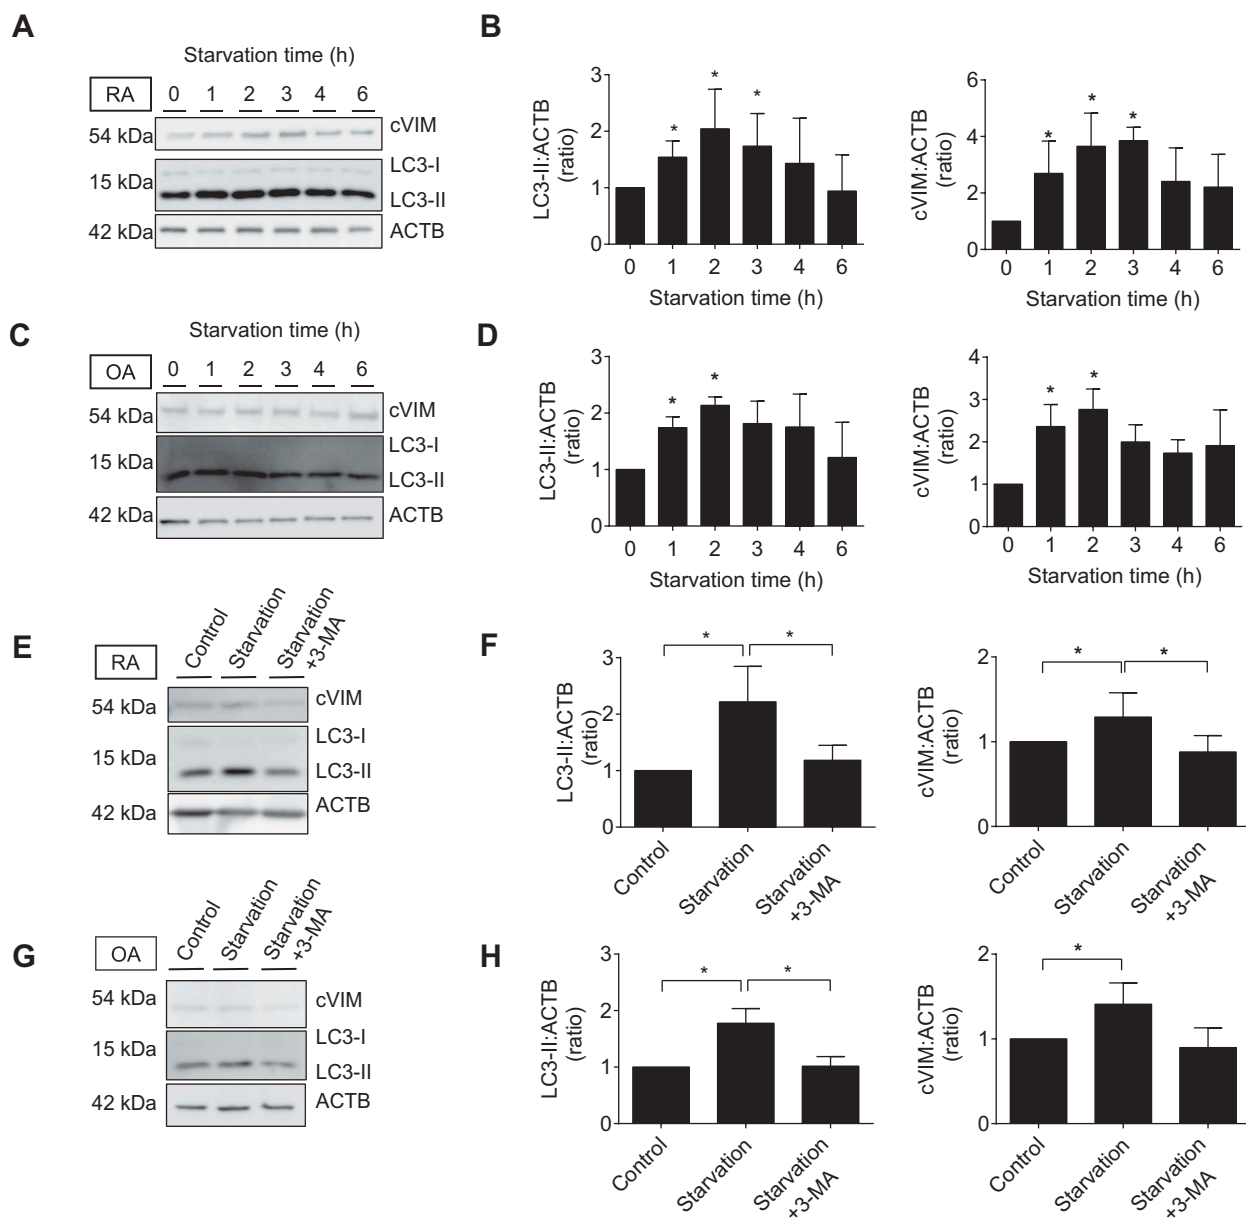 A
Starvation time (h)
RA 0 1 2 3 4 6
54 kDa cVIM
LC3-I
15 kDa
LC3-II
42 kDa ACTB
B
LC3-II:ACTB
(ratio)
3
2
1
0
0 1 2 3 4 6
Starvation time (h)
* * *
cVIM:ACTB
(ratio)
6
4
2
0
0 1 2 3 4 6
Starvation time (h)
* * *
C
Starvation time (h)
OA 0 1 2 3 4 6
54 kDa cVIM
LC3-I
15 kDa
LC3-II
42 kDa ACTB
D
LC3-II:ACTB
(ratio)
3
2
1
0
0 1 2 3 4 6
Starvation time (h)
* *
cVIM:ACTB
(ratio)
4
3
2
1
0
0 1 2 3 4 6
Starvation time (h)
* *
E
RA
Control
Starvation
Starvation
+3-MA
54 kDa cVIM
LC3-I
15 kDa
LC3-II
42 kDa ACTB
F
LC3-II:ACTB
(ratio)
3
2
1
0
* *
Control
Starvation
Starvation
+3-MA
cVIM:ACTB
(ratio)
2
1
0
* *
Control
Starvation
Starvation
+3-MA
G
OA
Control
Starvation
Starvation
+3-MA
54 kDa cVIM
LC3-I
15 kDa
LC3-II
42 kDa ACTB
H
LC3-II:ACTB
(ratio)
3
2
1
0
* *
Control
Starvation
Starvation
+3-MA
cVIM:ACTB
(ratio)
2
1
0
*
Control
Starvation
Starvation
+3-MA